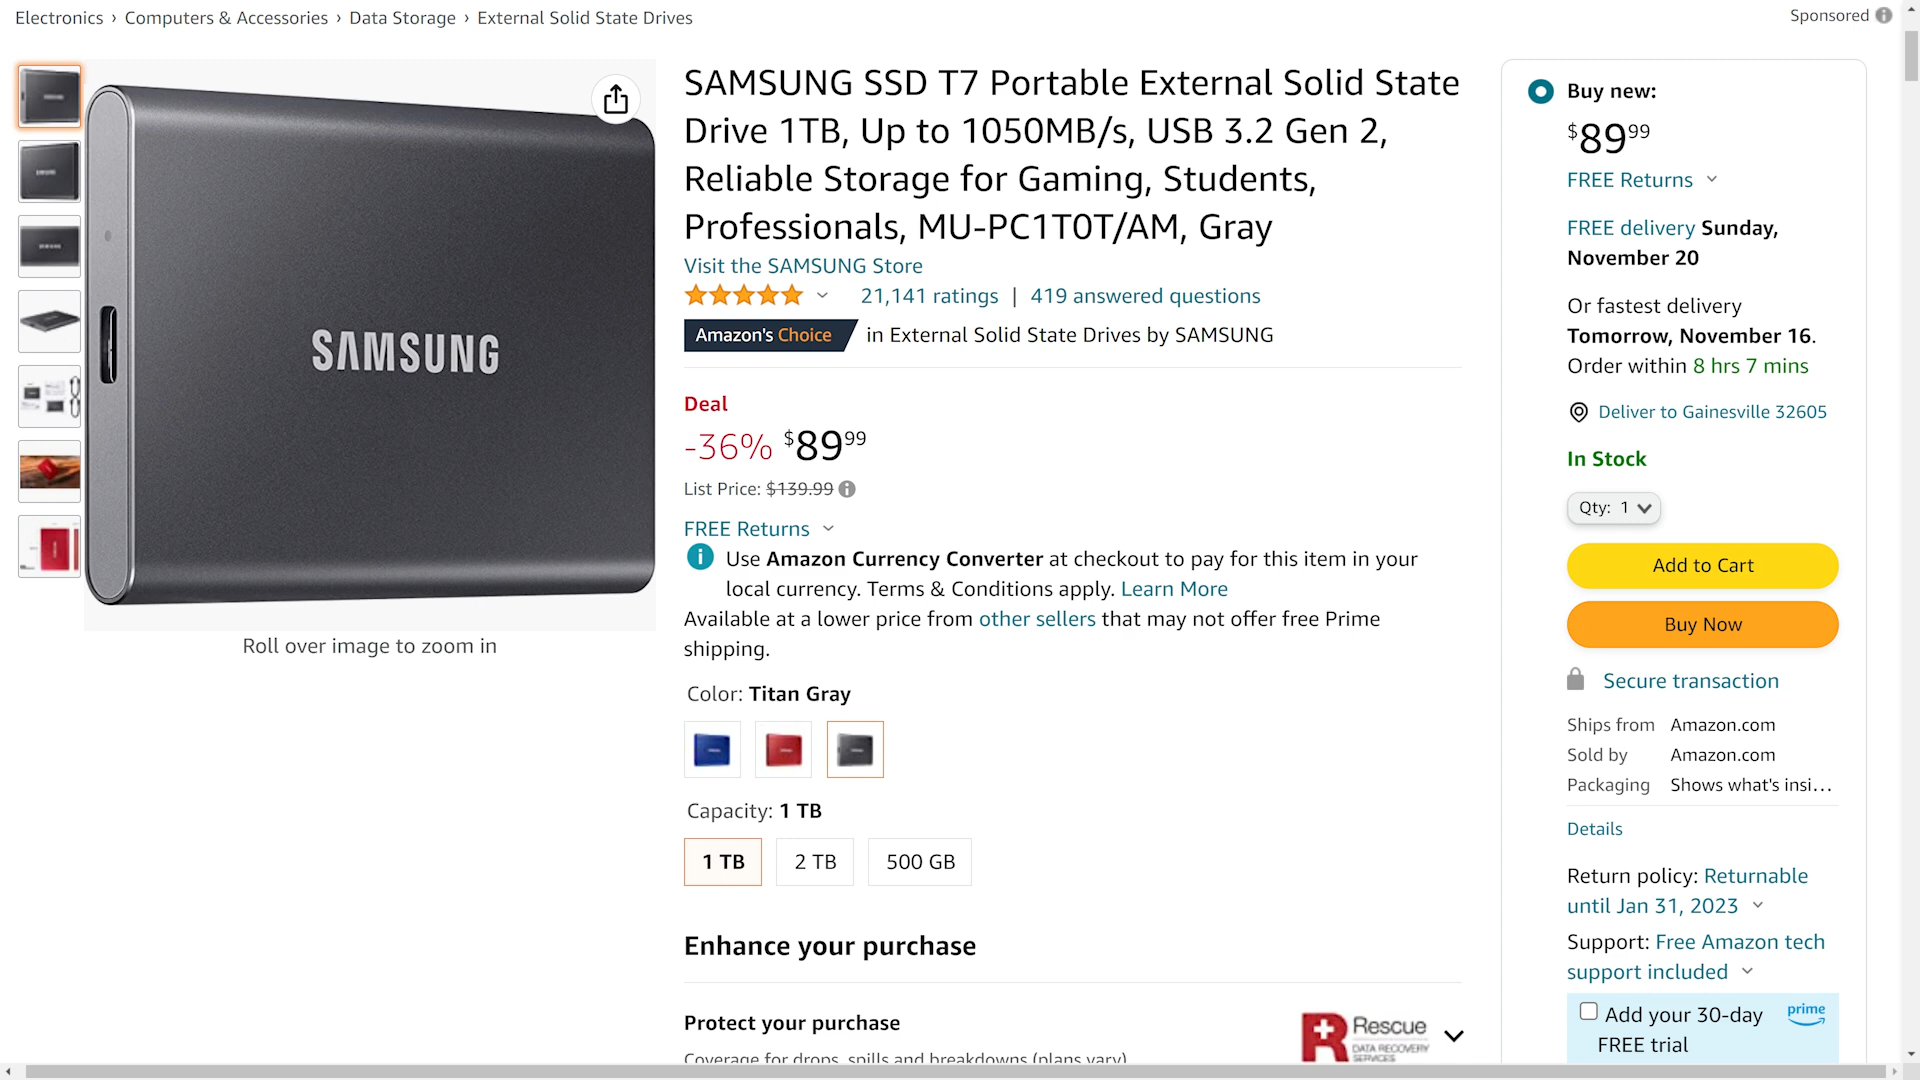 Electronics › Computers & Accessories › Data Storage › External Solid State Drives
Sponsored
SAMSUNG
Roll over image to zoom in
SAMSUNG SSD T7 Portable External Solid State
Drive 1TB, Up to 1050MB/s, USB 3.2 Gen 2,
Reliable Storage for Gaming, Students,
Professionals, MU-PC1T0T/AM, Gray
Visit the SAMSUNG Store
21,141 ratings | 419 answered questions
Amazon's Choice in External Solid State Drives by SAMSUNG
Deal
-36% $89 99
List Price: $139.99
FREE Returns
Use Amazon Currency Converter at checkout to pay for this item in your
local currency. Terms & Conditions apply. Learn More
Available at a lower price from other sellers that may not offer free Prime
shipping.
Color: Titan Gray
Capacity: 1 TB
1 TB 2 TB 500 GB
Enhance your purchase
Protect your purchase
Coverage for drops, spills and breakdowns (plans vary)
Rescue
DATA RECOVERY
SERVICES
Buy new:
$89 99
FREE Returns
FREE delivery Sunday,
November 20
Or fastest delivery
Tomorrow, November 16.
Order within 8 hrs 7 mins
Deliver to Gainesville 32605
In Stock
Qty: 1
Add to Cart
Buy Now
Secure transaction
Ships from Amazon.com
Sold by Amazon.com
Packaging Shows what's insi...
Details
Return policy: Returnable
until Jan 31, 2023
Support: Free Amazon tech
support included
Add your 30-day prime
FREE trial